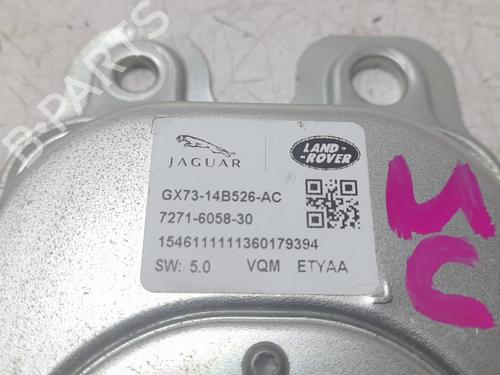 B-PARTS
JAGUAR
LAND-
-ROVER
GX73-14B526-AC
7271-6058-30
1546111111360179394
SW: 5.0 VQM ETYAA
UC